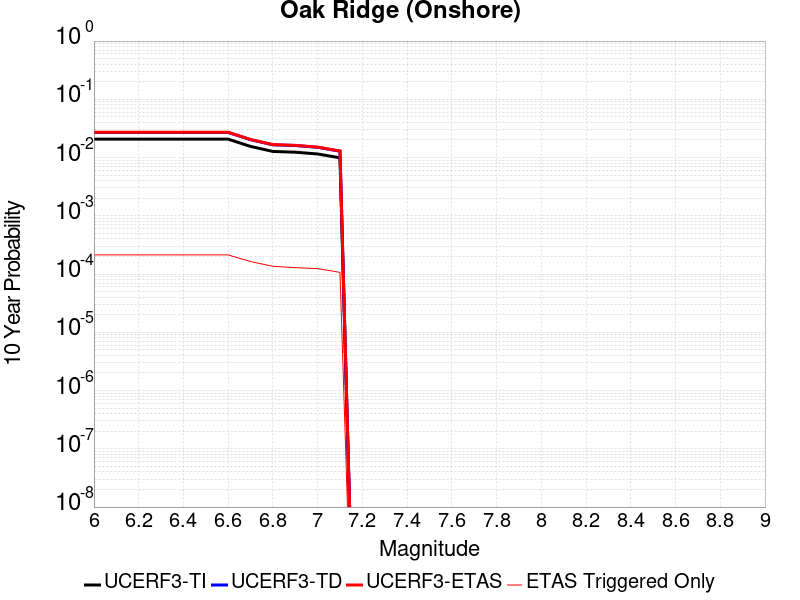 Oak Ridge (Onshore)
10^0
10^-1
10^-2
10^-3
10^-4
10^-5
10^-6
10^-7
10^-8
10 Year Probability
6 6.2 6.4 6.6 6.8 7 7.2 7.4 7.6 7.8 8 8.2 8.4 8.6 8.8 9
Magnitude
UCERF3-TI UCERF3-TD UCERF3-ETAS ETAS Triggered Only